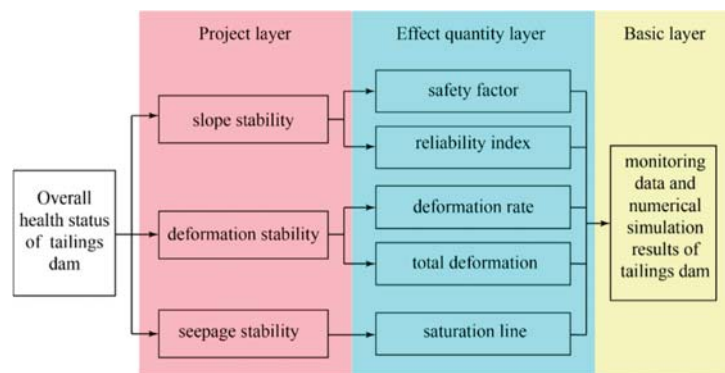 Project layer
Effect quantity layer
Basic layer
Overall
health status
of tailings
dam
slope stability
deformation stability
seepage stability
safety factor
reliability index
deformation rate
total deformation
saturation line
monitoring
data and
numerical
simulation
results of
tailings dam